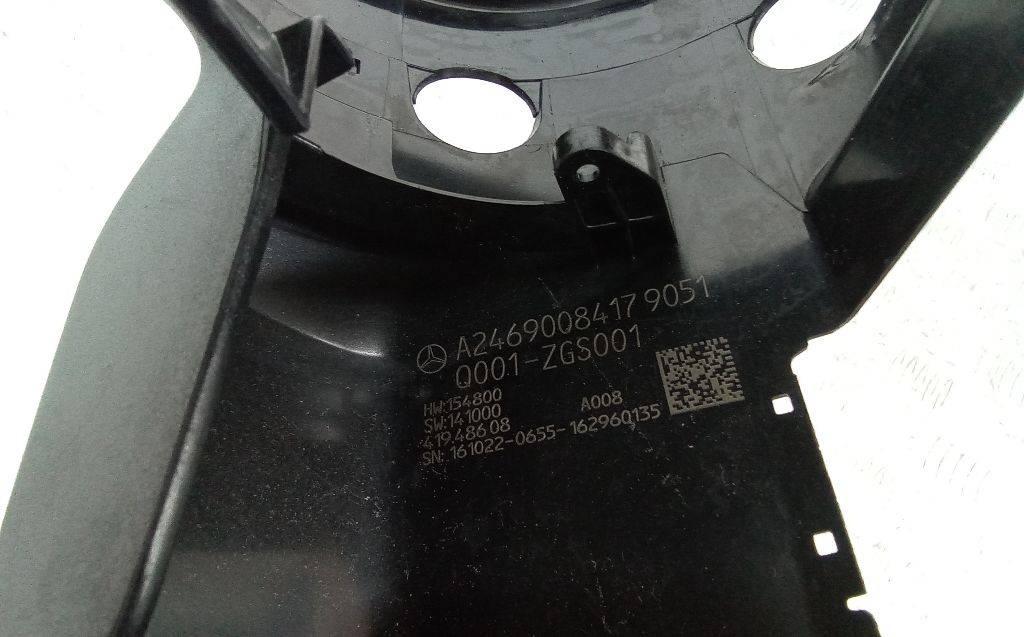 A2469008417 9051
Q001-ZGS001
HW:154800
SW:141000
419.486 08 A008
SN: 161022-0655-162960135